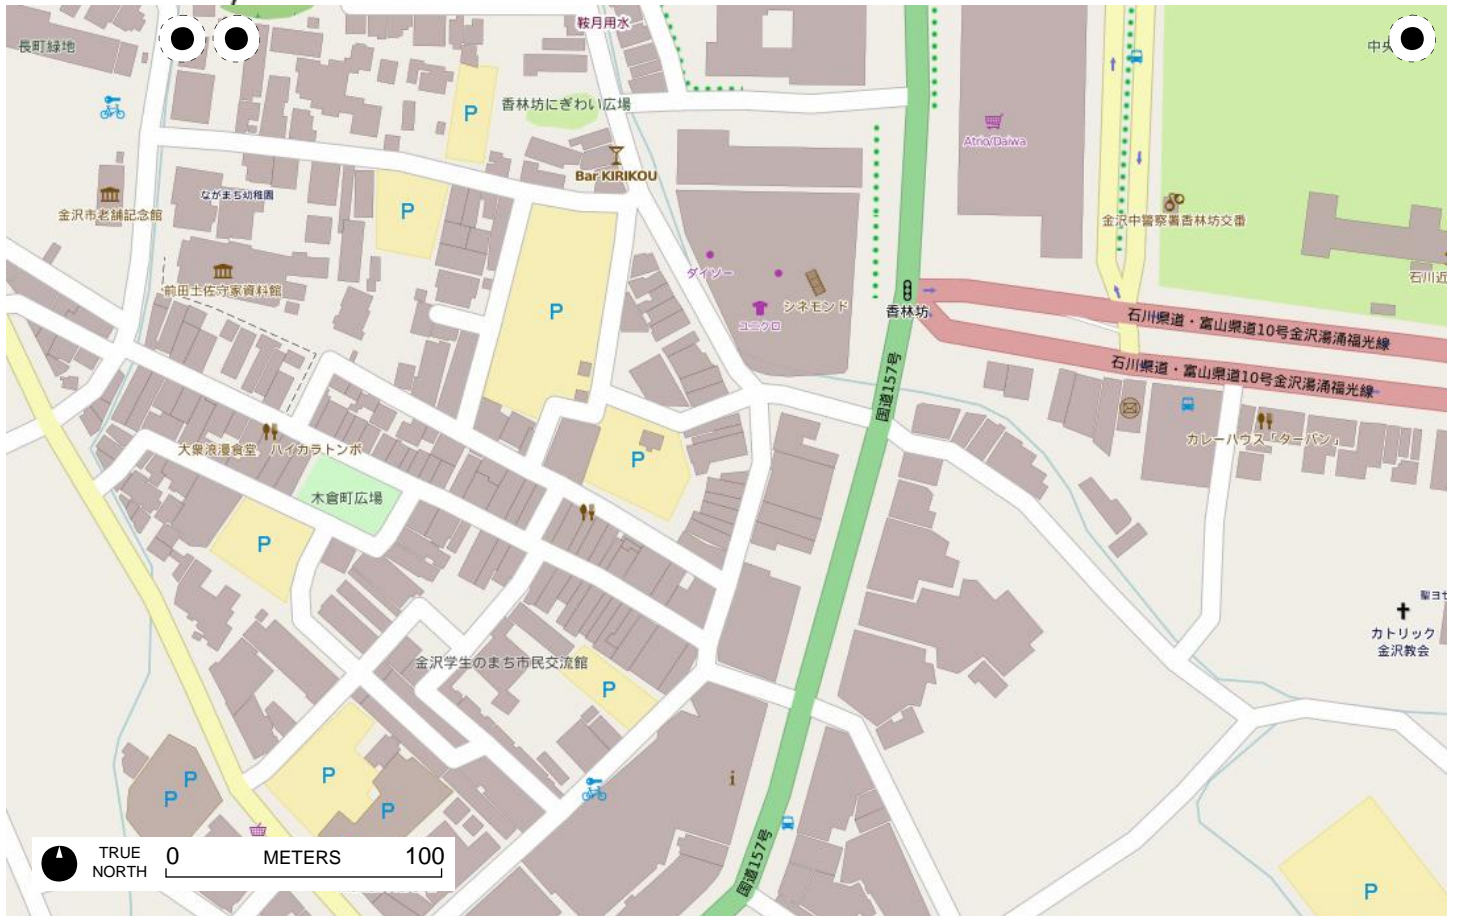 鞍月用水
長町緑地
中央
P
香林坊にぎわい広場
Atrio/Daiwa
Bar KIRIKOU
ながまち幼稚園
金沢市老舗記念館
P
金沢中警察署香林坊交番
ダイソー
石川近
前田土佐守家資料館
シネモンド
P
香林坊
ユニクロ
石川県道・富山県道10号金沢湯涌福光線
石川県道・富山県道10号金沢湯涌福光線
国道157号
大衆浪漫食堂 ハイカラトンボ
カレーハウス「ターバン」
P
木倉町広場
P
聖ヨゼ
カトリック
金沢教会
金沢学生のまち市民交流館
P
P
P
P
P
i
国道157号
P
TRUE
NORTH
0 METERS 100